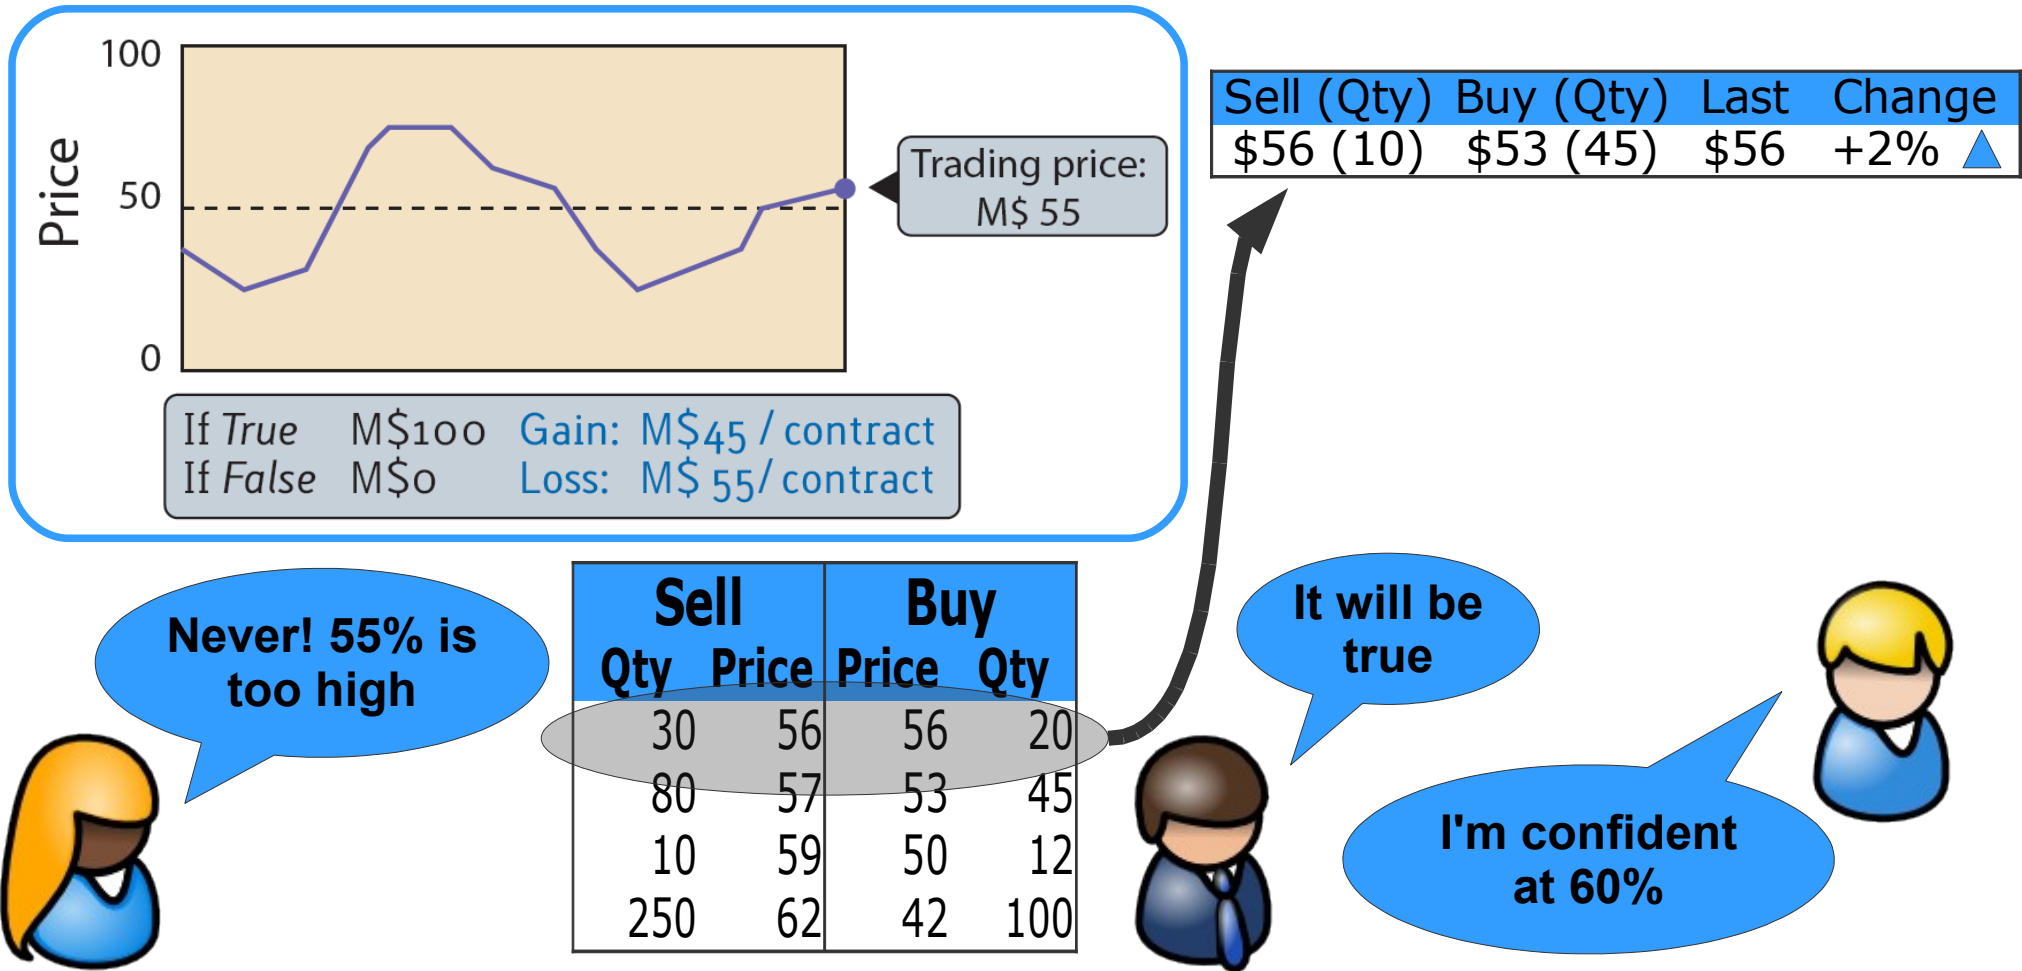 100
50
0
Price
Trading price:
M$ 55
If True M$100 Gain: M$45 / contract
If False M$0 Loss: M$ 55/ contract
Sell (Qty) Buy (Qty) Last Change
$56 (10) $53 (45) $56 +2%
Never! 55% is
too high
Sell Buy
Qty Price Price Qty
30 56 56 20
80 57 53 45
10 59 50 12
250 62 42 100
It will be
true
I'm confident
at 60%